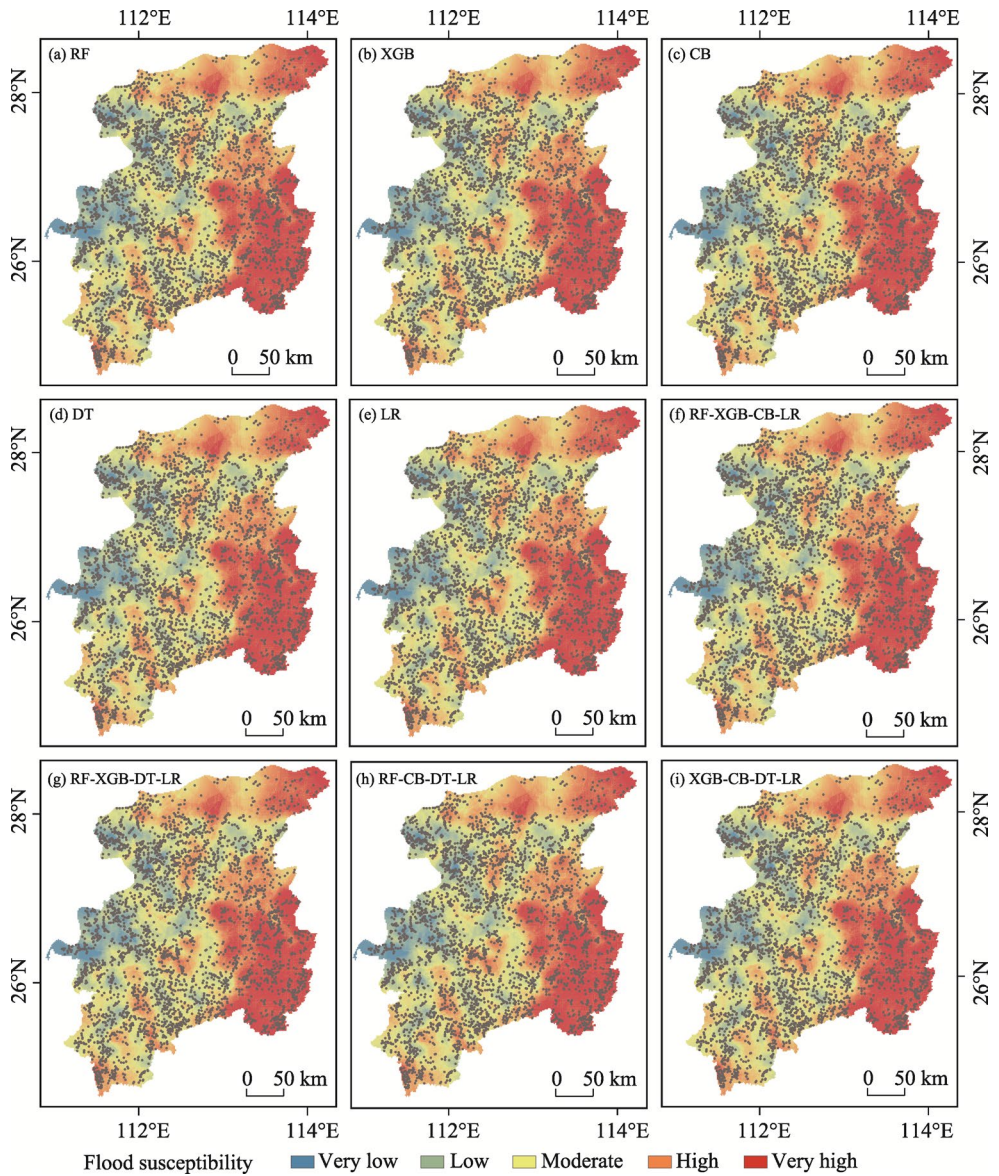 112°E 114°E 112°E 114°E 112°E 114°E
(a) RF (b) XGB (c) CB
28°N 28°N
26°N 26°N
0 50 km 0 50 km 0 50 km
(d) DT (e) LR (f) RF-XGB-CB-LR
28°N 28°N
26°N 26°N
0 50 km 0 50 km 0 50 km
(g) RF-XGB-DT-LR (h) RF-CB-DT-LR (i) XGB-CB-DT-LR
28°N 28°N
26°N 26°N
0 50 km 0 50 km 0 50 km
112°E 114°E 112°E 114°E 112°E 114°E
Flood susceptibility Very low Low Moderate High Very high